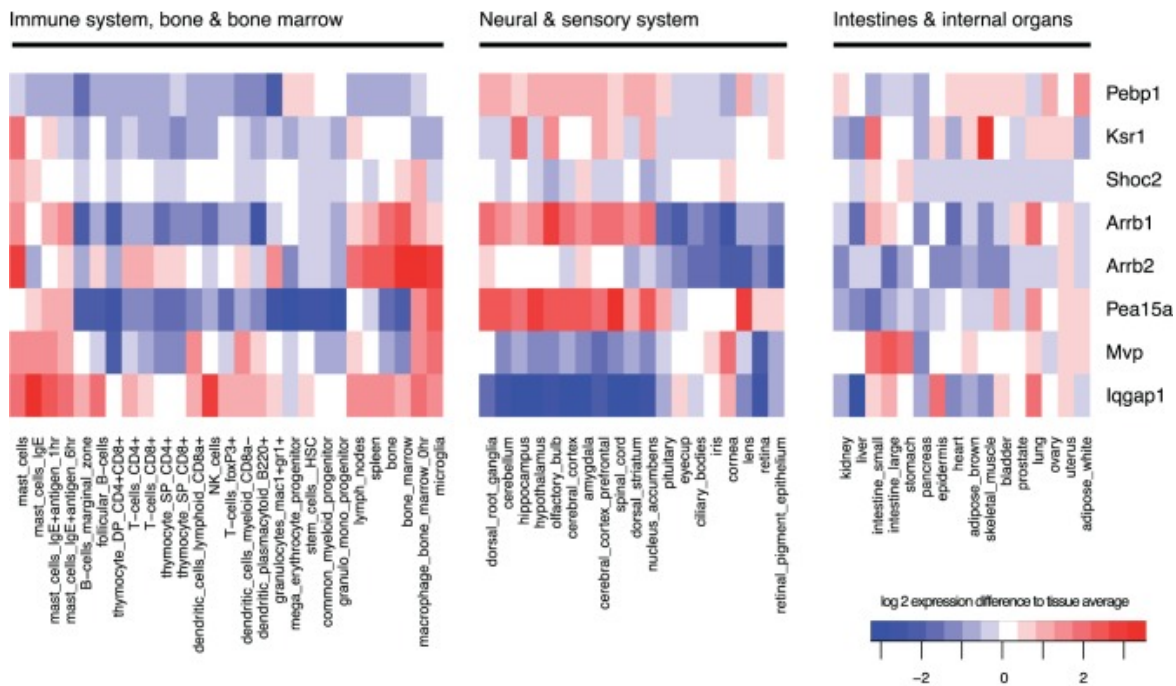 Immune system, bone & bone marrow
Neural & sensory system
Intestines & internal organs
Pebp1
Ksr1
Shoc2
Arrb1
Arrb2
Pea15a
Mvp
Iqgap1
mast_cells
mast_cells_IgE
mast_cells_IgE+antigen_1hr
mast_cells_IgE+antigen_6hr
B-cells_marginal_zone
follicular_B-cells
thymocyte_DP_CD4+CD8+
T-cells_CD4+
T-cells_CD8+
thymocyte_SP_CD4+
thymocyte_SP_CD8+
dendritic_cells_lymphoid_CD8a+
NK_cells
T-cells_foxP3+
dendritic_cells_myeloid_CD8a-
dendritic_plasmacytoid_B220+
granulocytes_mac1+gr1+
mega_erythrocyte_progenitor
stem_cells_HSC
common_myeloid_progenitor
granulo_mono_progenitor
lymph_nodes
spleen
bone
bone_marrow
macrophage_bone_marrow_0hr
microglia
dorsal_root_ganglia
cerebellum
hippocampus
hypothalamus
olfactory_bulb
cerebral_cortex
amygdala
cerebral_cortex_prefrontal
spinal_cord
dorsal_striatum
nucleus_accumbens
pituitary
eyecup
ciliary_bodies
iris
cornea
lens
retina
retinal_pigment_epithelium
kidney
liver
intestine_small
intestine_large
stomach
pancreas
epidermis
heart
adipose_brown
skeletal_muscle
bladder
prostate
lung
ovary
uterus
adipose_white
log 2 expression difference to tissue average
-2 0 2